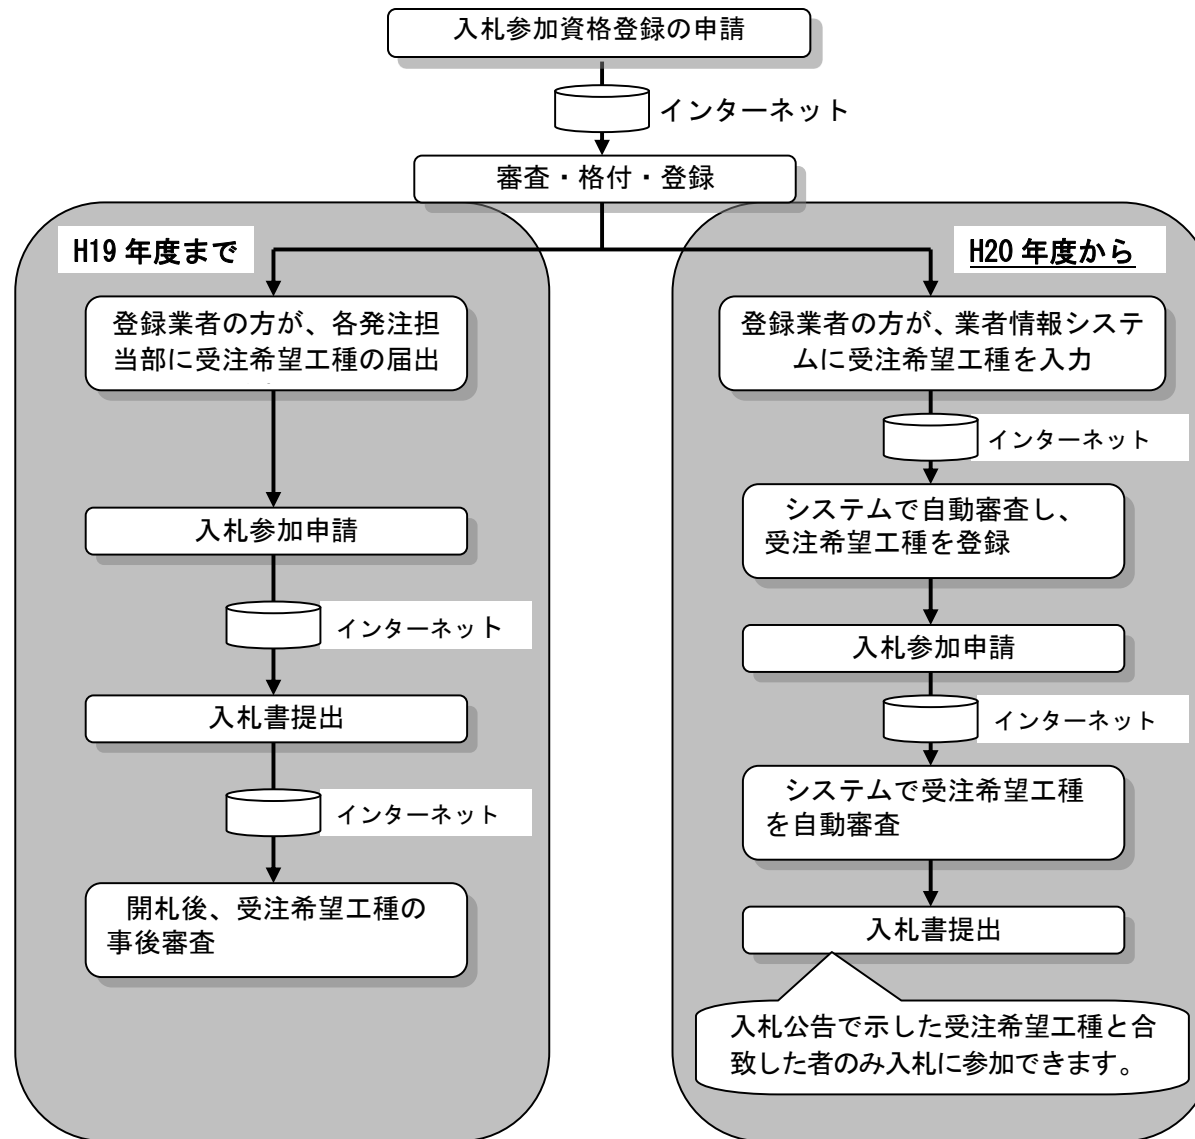 入札参加資格登録の申請
インターネット
審査・格付・登録
H19 年度まで
登録業者の方が、各発注担
当部に受注希望工種の届出
入札参加申請
インターネット
入札書提出
インターネット
開札後、受注希望工種の
事後審査
H20 年度から
登録業者の方が、業者情報システ
ムに受注希望工種を入力
インターネット
システムで自動審査し、
受注希望工種を登録
入札参加申請
インターネット
システムで受注希望工種
を自動審査
入札書提出
入札公告で示した受注希望工種と合
致した者のみ入札に参加できます。